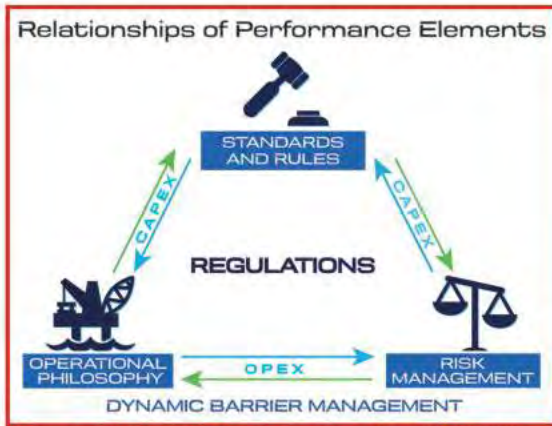 Relationships of Performance Elements
STANDARDS
AND RULES
CAPEX
CAPEX
REGULATIONS
OPERATIONAL
PHILOSOPHY
OPEX
RISK
MANAGEMENT
DYNAMIC BARRIER MANAGEMENT